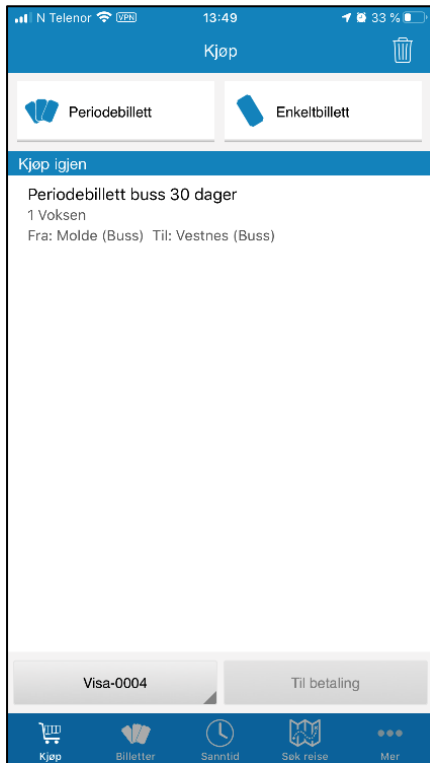 N Telenor VPN 13:49 33 %
Kjøp
Periodebillett Enkeltbillett
Kjøp igjen
Periodebillett buss 30 dager
1 Voksen
Fra: Molde (Buss) Til: Vestnes (Buss)
Visa-0004 Til betaling
Kjøp Billetter Sanntid Søk reise Mer